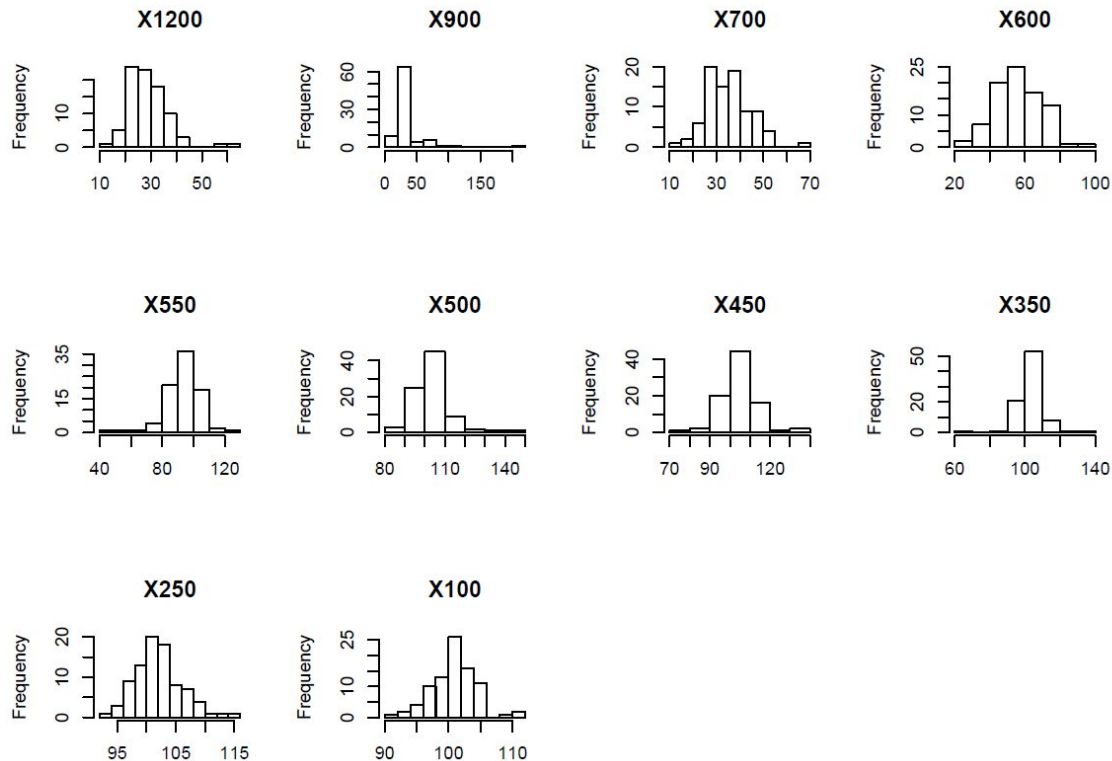 X1200
X900
X700
X600
Frequency
0 10
10 30 50
Frequency
0 30 60
0 50 150
Frequency
0 5 10 15 20
10 30 50 70
Frequency
0 10 25
20 60 100
X550
X500
X450
X350
Frequency
0 15 35
40 80 120
Frequency
0 20 40
80 110 140
Frequency
0 20 40
70 90 120
Frequency
0 20 50
60 100 140
X250
X100
Frequency
0 10 20
95 105 115
Frequency
0 10 25
90 100 110